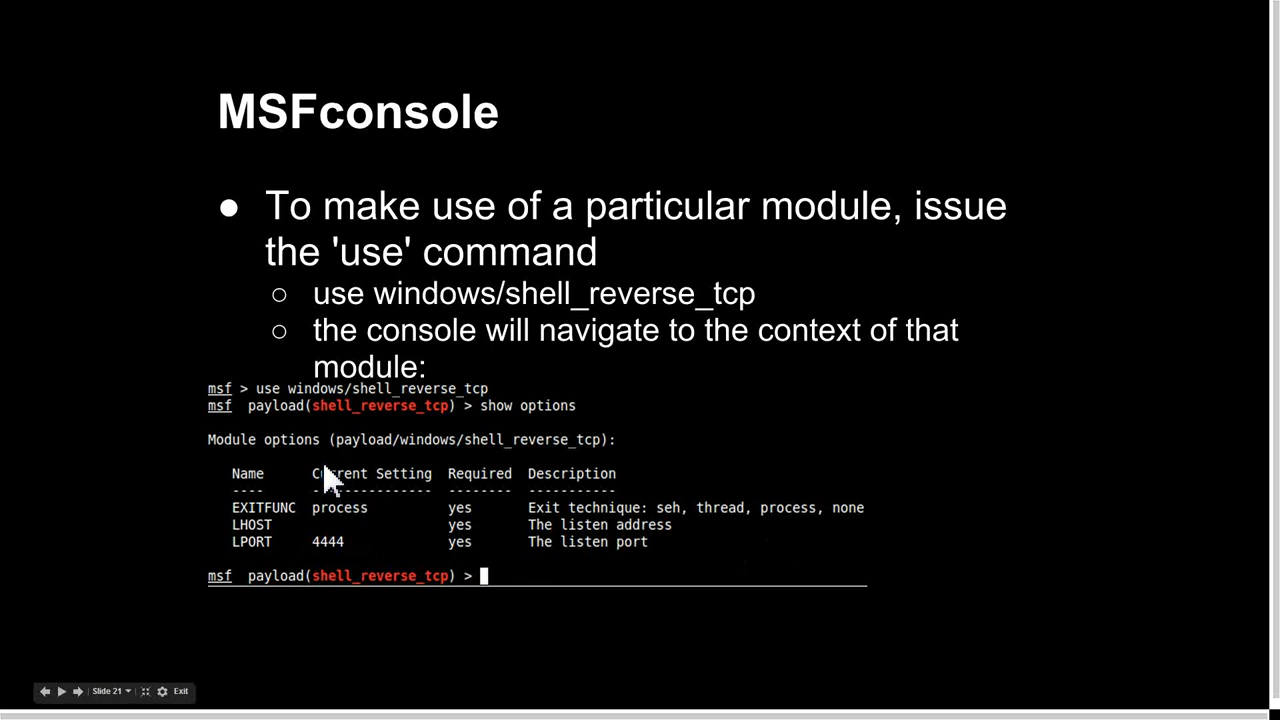 MSFconsole
● To make use of a particular module, issue
the 'use' command
○ use windows/shell_reverse_tcp
○ the console will navigate to the context of that
module:
msf > use windows/shell_reverse_tcp
msf payload(shell_reverse_tcp) > show options
Module options (payload/windows/shell_reverse_tcp):
Name Current Setting Required Description
---- --------------- -------- -----------
EXITFUNC process yes Exit technique: seh, thread, process, none
LHOST yes The listen address
LPORT 4444 yes The listen port
msf payload(shell_reverse_tcp) >
Slide 21 Exit